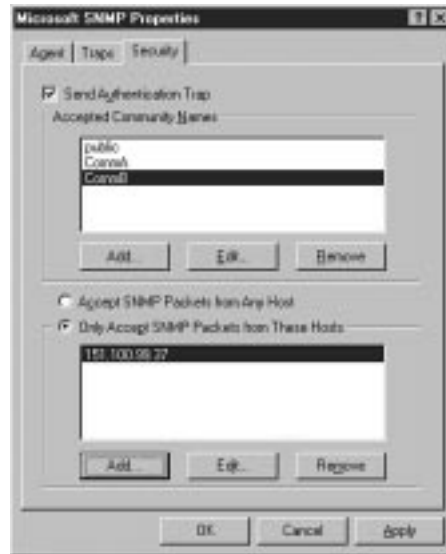 Microsoft SNMP Properties
Agent Traps Security
Send Authentication Trap
Accepted Community Names
public
CommA
CommB
Add... Edit... Remove
Accept SNMP Packets from Any Host
Only Accept SNMP Packets from These Hosts
151.100.99.37
Add... Edit... Remove
OK Cancel Apply